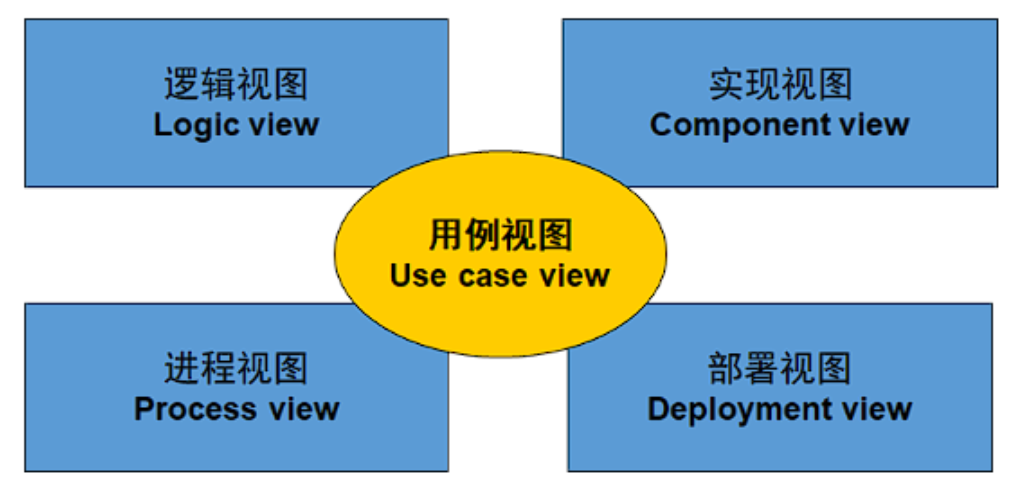 逻辑视图
Logic view
实现视图
Component view
用例视图
Use case view
进程视图
Process view
部署视图
Deployment view